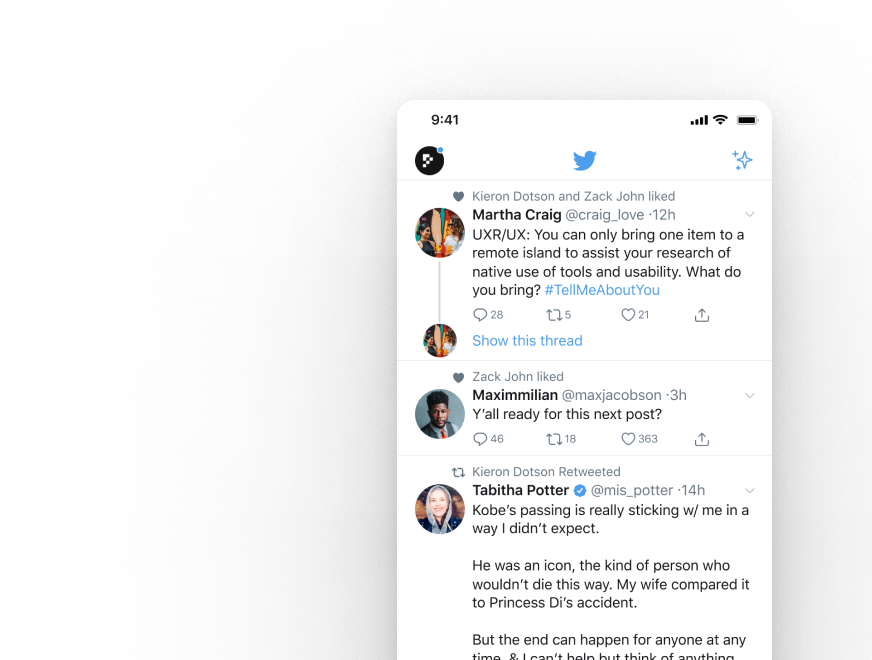 9:41
Kieron Dotson and Zack John liked
Martha Craig @craig_love ·12h
UXR/UX: You can only bring one item to a
remote island to assist your research of
native use of tools and usability. What do
you bring? #TellMeAboutYou
28 5 21
Show this thread
Zack John liked
Maximmilian @maxjacobson ·3h
Y’all ready for this next post?
46 18 363
Kieron Dotson Retweeted
Tabitha Potter @mis_potter ·14h
Kobe’s passing is really sticking w/ me in a
way I didn’t expect.
He was an icon, the kind of person who
wouldn’t die this way. My wife compared it
to Princess Di’s accident.
But the end can happen for anyone at any
time, & I can’t help but think of anything